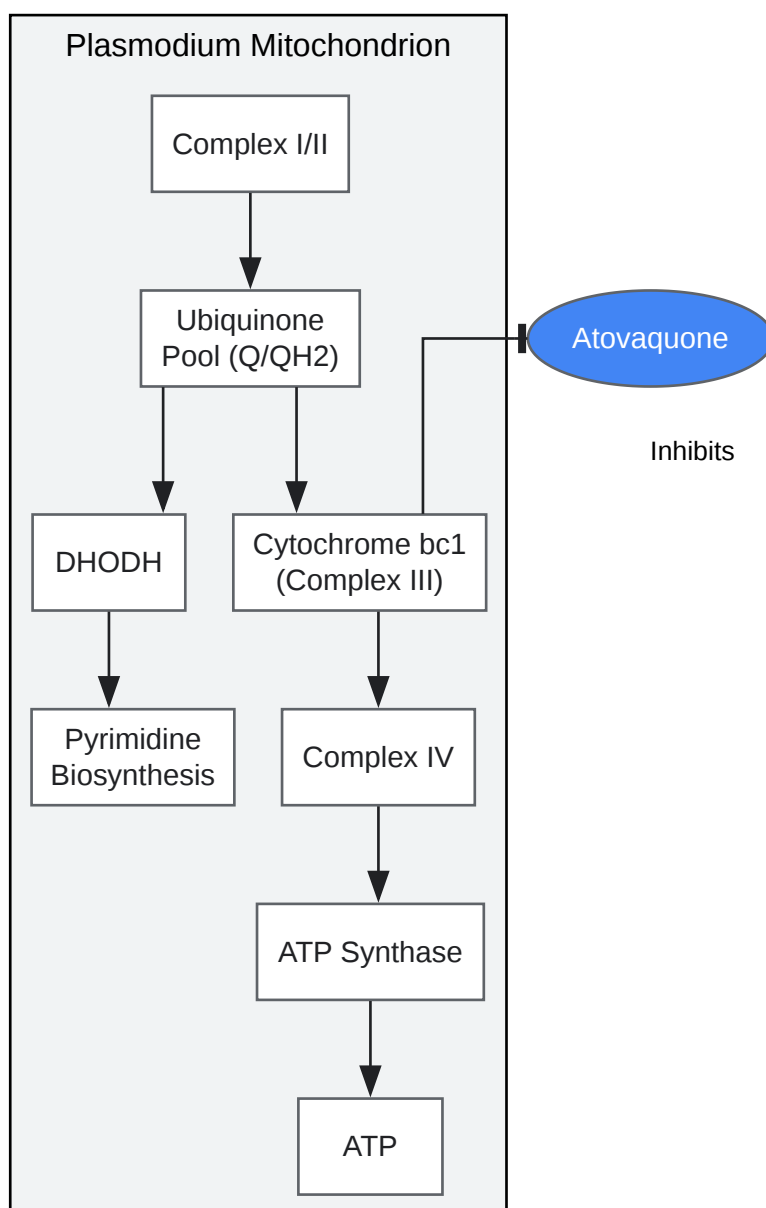 Plasmodium Mitochondrion
Complex I/II
Ubiquinone
Pool (Q/QH2)
Atovaquone
Inhibits
DHODH
Cytochrome bc1
(Complex III)
Pyrimidine
Biosynthesis
Complex IV
ATP Synthase
ATP